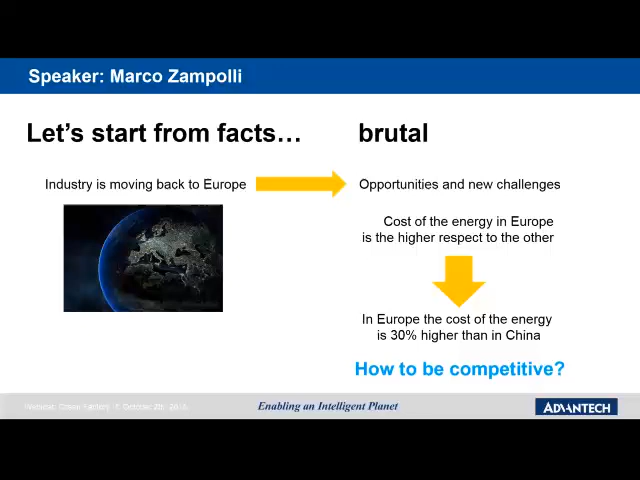 Speaker: Marco Zampolli
Let's start from facts… brutal
Industry is moving back to Europe
Opportunities and new challenges
Cost of the energy in Europe
is the higher respect to the other
In Europe the cost of the energy
is 30% higher than in China
How to be competitive?
Enabling an Intelligent Planet
ADVANTECH